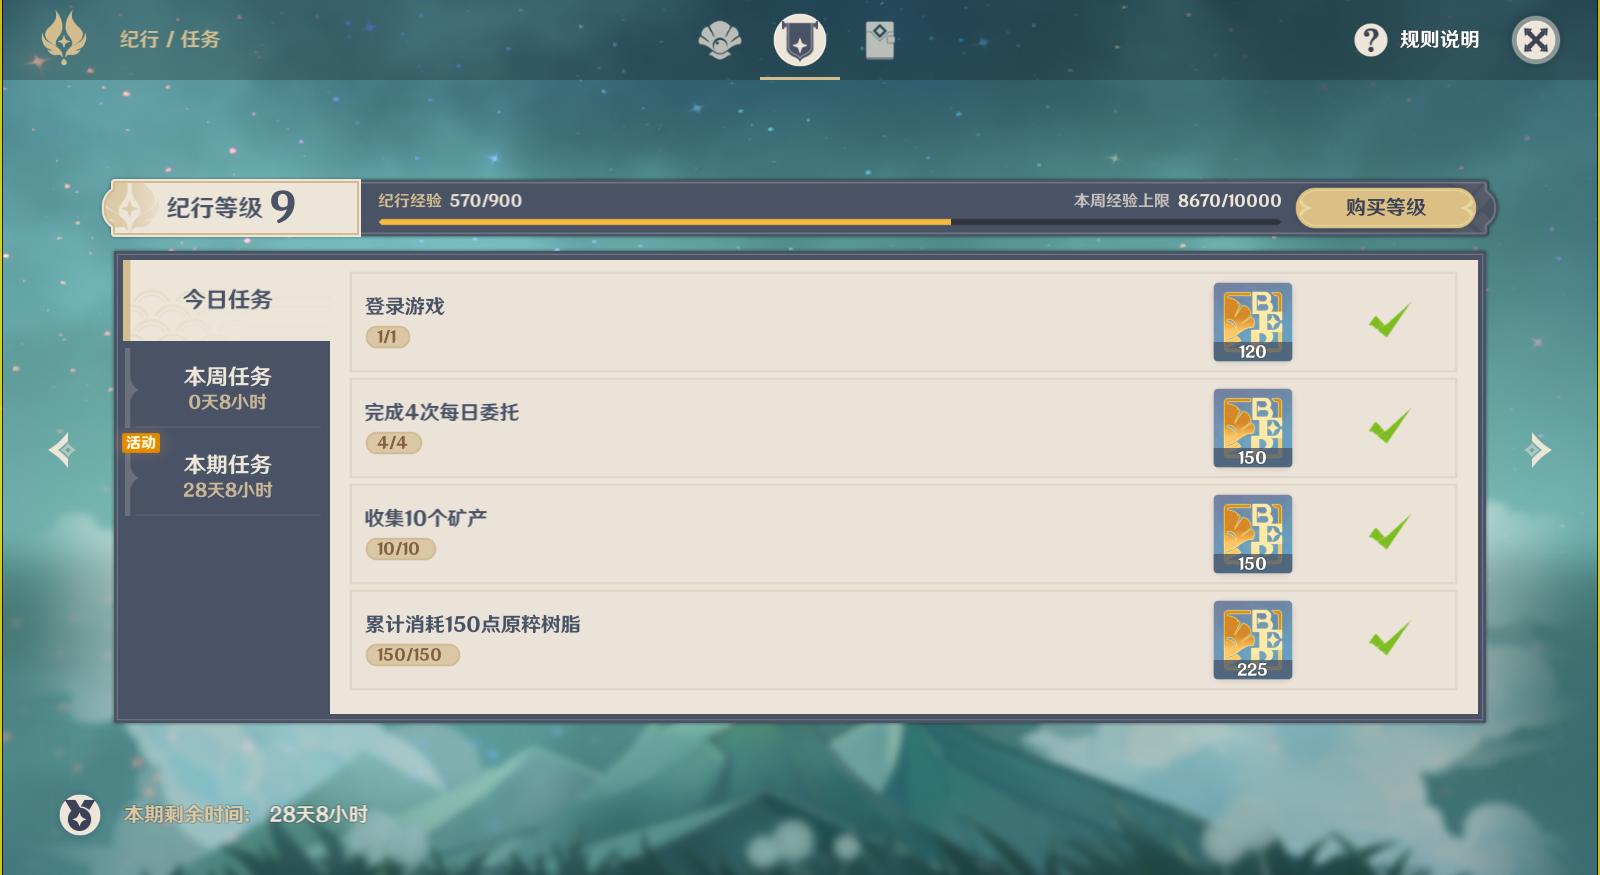 纪行 / 任务
规则说明
纪行等级 9
纪行经验 570/900
本周经验上限 8670/10000
购买等级
今日任务
本周任务
0天8小时
活动
本期任务
28天8小时
登录游戏
1/1
120
完成4次每日委托
4/4
150
收集10个矿产
10/10
150
累计消耗150点原粹树脂
150/150
225
本期剩余时间: 28天8小时